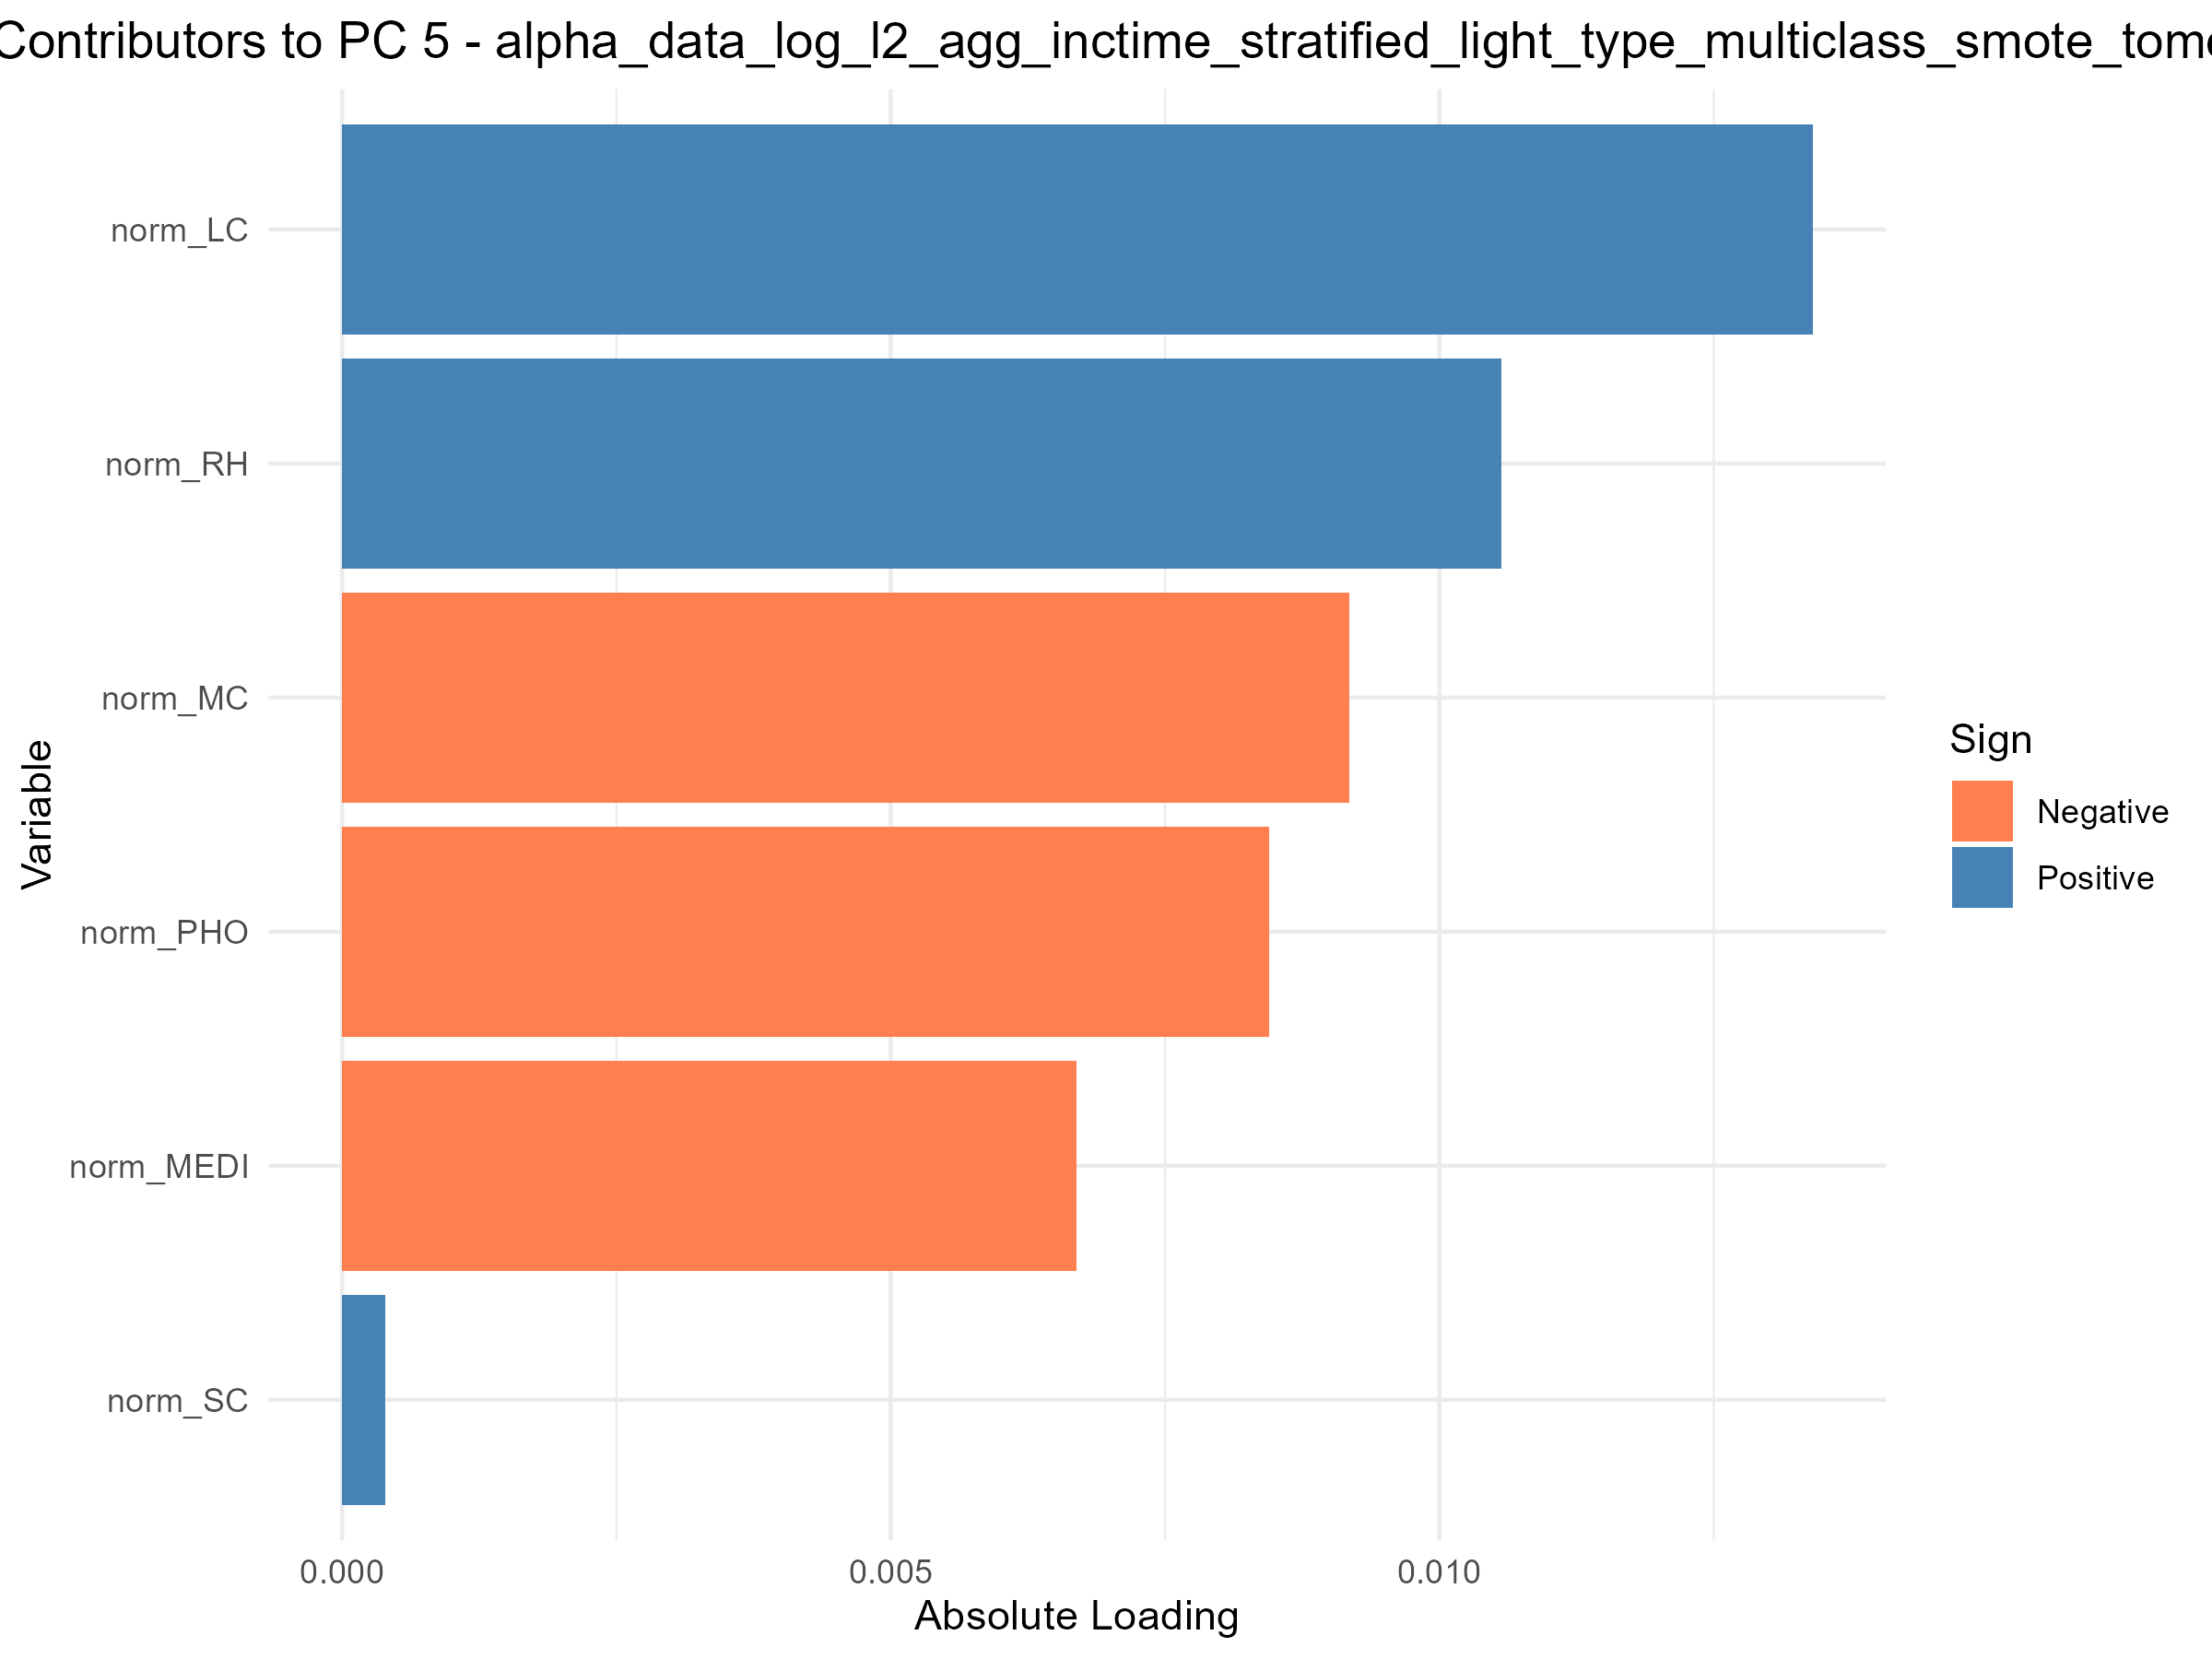 Contributors to PC 5 - alpha_data_log_l2_agg_inctime_stratified_light_type_multiclass_smote_tome
norm_LC
norm_RH
norm_MC
norm_PHO
norm_MEDI
norm_SC
Variable
0.000 0.005 0.010
Absolute Loading
Sign
Negative
Positive